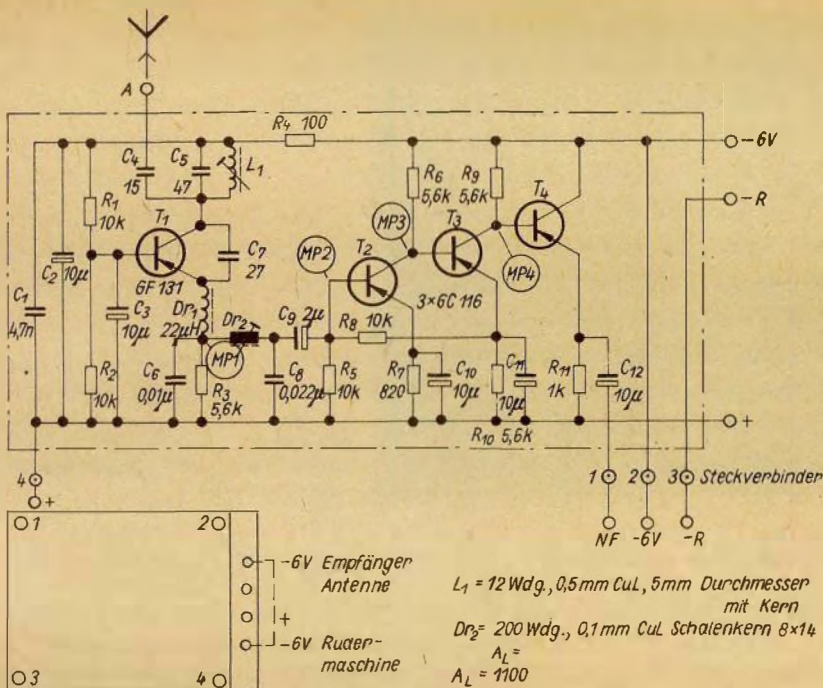 A
R4 100
-6V
-R
C4 15
C5 47
L1
R1 10k
T1
6F 131
C7 27
C2 10µ
C1 4,7n
C3 10µ
Dr1 22µH
Dr2
MP1
C6 0,01µ
R2 10k
R3 5,6k
C8 0,022µ
C9 2µ
MP2
R8 10k
R5 10k
T2
MP3
R6 5,6k
R9 5,6k
T3
T4
MP4
3×6C 116
R7 820
C10 10µ
C11 10µ
R10 5,6k
R11 1k
C12 10µ
+
4
+
1 2 3 Steckverbinder
NF -6V -R
1 2
3 4
-6V Empfänger
Antenne
+
-6V Ruder-
maschine
L1 = 12 Wdg., 0,5mm CuL, 5mm Durchmesser
mit Kern
Dr2= 200 Wdg., 0,1mm CuL Schalenkern 8×14
AL=
AL = 1100